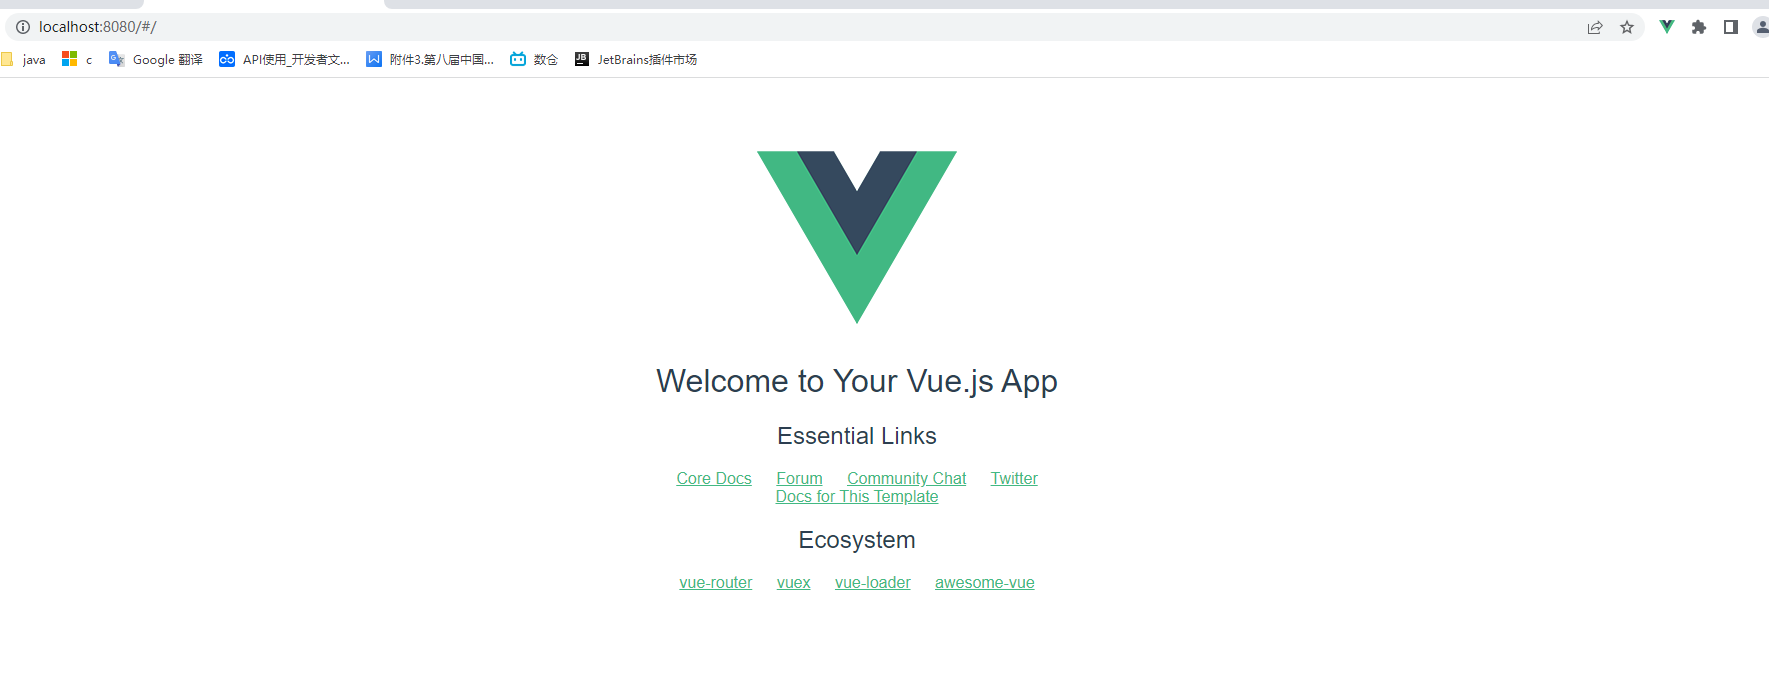 localhost:8080/#/
java c Google 翻译 API使用_开发者文... 附件3.第八届中国... 数仓 JB JetBrains插件市场
Welcome to Your Vue.js App
Essential Links
Core Docs Forum Community Chat Twitter
Docs for This Template
Ecosystem
vue-router vuex vue-loader awesome-vue